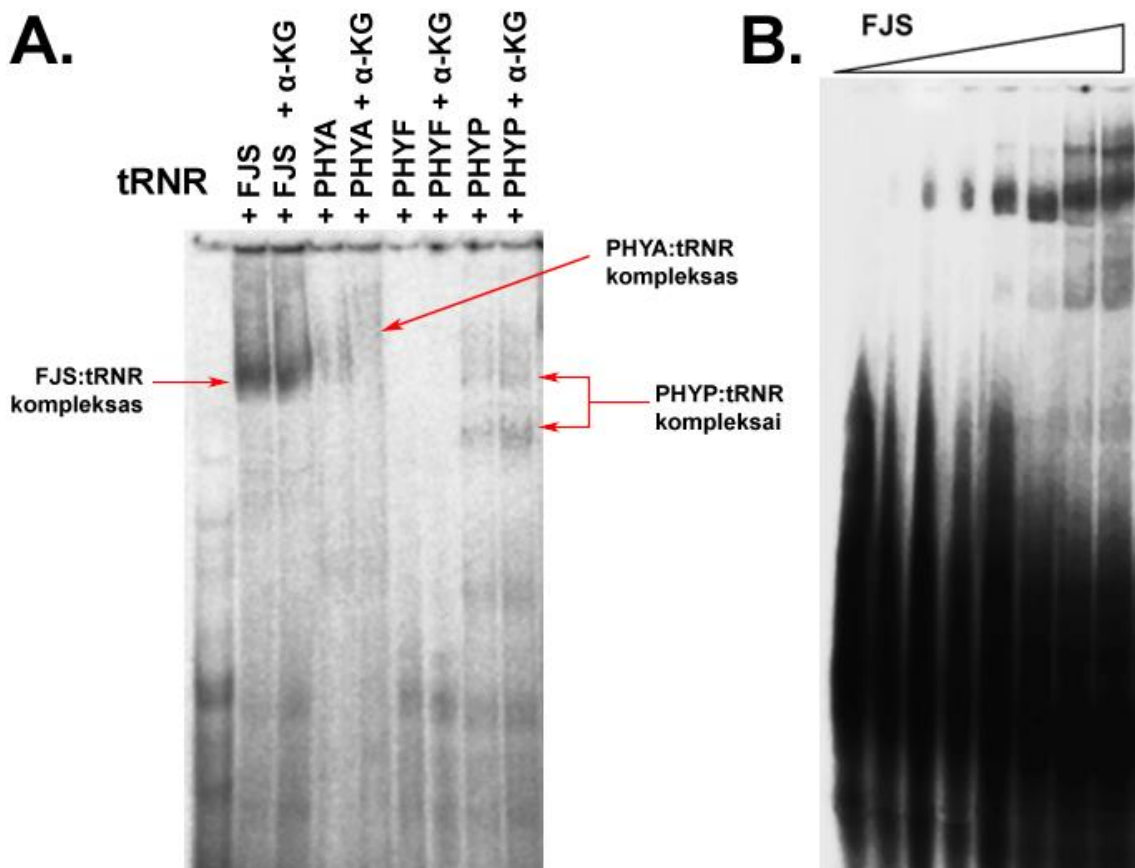 A.
tRNR
+ FJS
+ FJS + α-KG
+ PHYA
+ PHYA + α-KG
+ PHYF
+ PHYF + α-KG
+ PHYP
+ PHYP + α-KG
PHYA:tRNR
kompleksas
FJS:tRNR
kompleksas
PHYP:tRNR
kompleksai
B.
FJS